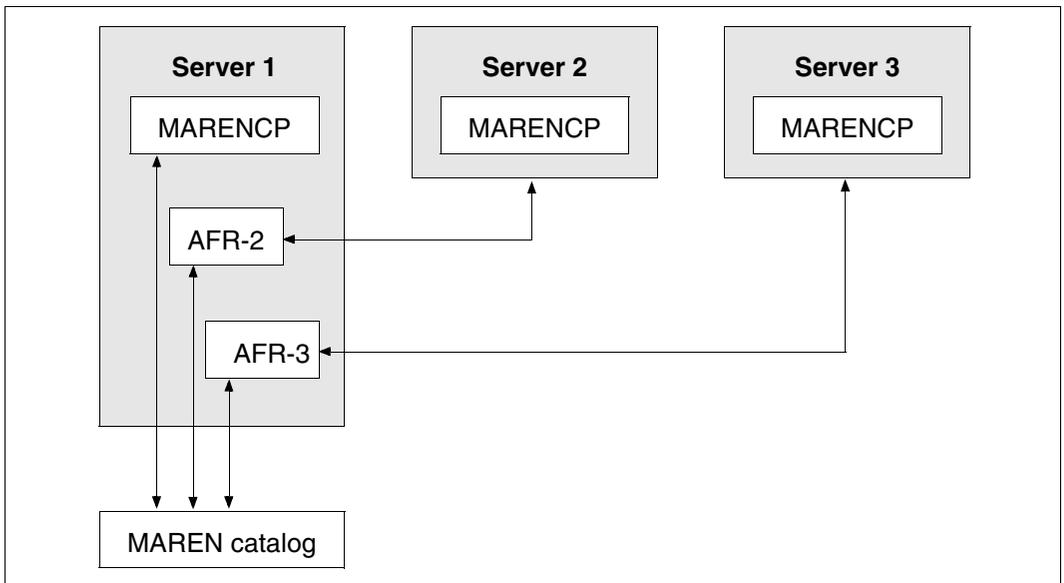 Server 1
Server 2
Server 3
MARENCP
MARENCP
MARENCP
AFR-2
AFR-3
MAREN catalog